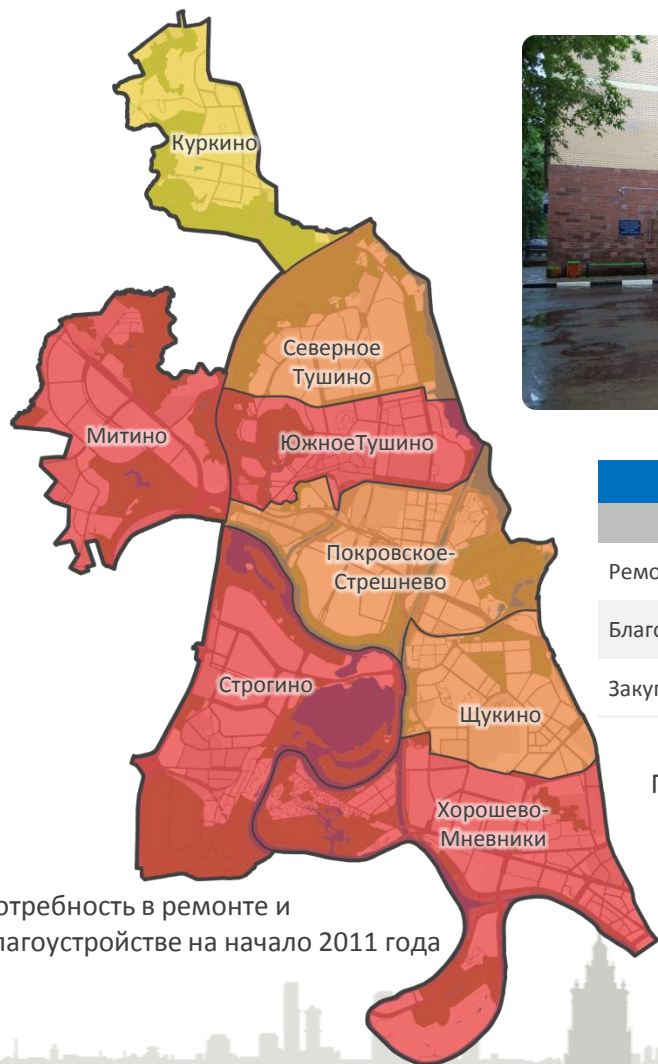 Куркино
Северное
Тушино
Митино
ЮжноеТушино
Покровское-
Стрешнево
Строгино
Щукино
Хорошево-
Мневники
отребность в ремонте и
лагоустройстве на начало 2011 года
Ремо
Благо
Заку
П